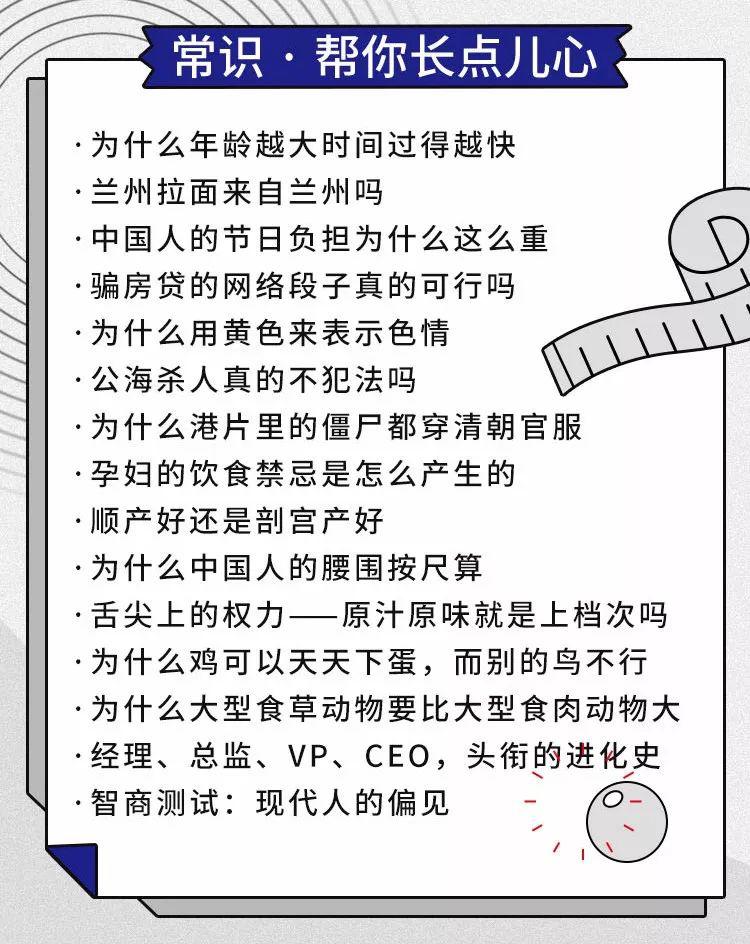 常识·帮你长点儿心
·为什么年龄越大时间过得越快
·兰州拉面来自兰州吗
·中国人的节日负担为什么这么重
·骗房贷的网络段子真的可行吗
·为什么用黄色来表示色情
·公海杀人真的不犯法吗
·为什么港片里的僵尸都穿清朝官服
·孕妇的饮食禁忌是怎么产生的
·顺产好还是剖宫产好
·为什么中国人的腰围按尺算
·舌尖上的权力——原汁原味就是上档次吗
·为什么鸡可以天天下蛋，而别的鸟不行
·为什么大型食草动物要比大型食肉动物大
·经理、总监、VP、CEO，头衔的进化史
·智商测试：现代人的偏见